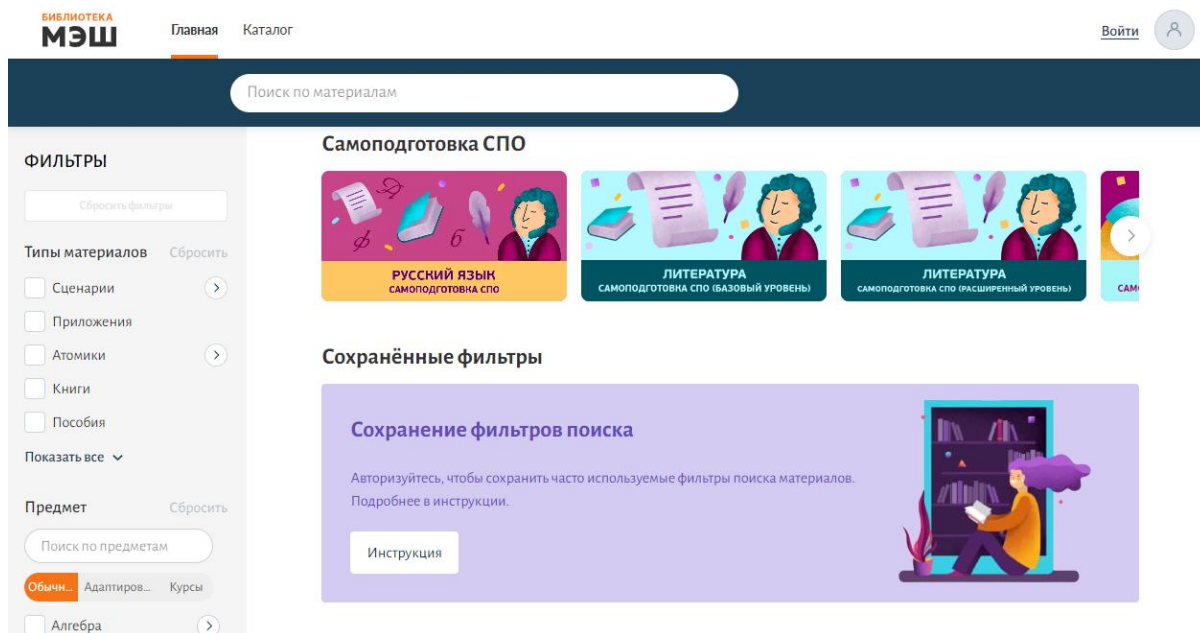 БИБЛИОТЕКА
МЭШ
Главная
Каталог
Войти
Поиск по материалам
ФИЛЬТРЫ
Сбросить фильтры
Типы материалов
Сбросить
Сценарии
Приложения
Атомики
Книги
Пособия
Показать все
Предмет
Сбросить
Поиск по предметам
Обычн...
Адаптиров...
Курсы
Алгебра
Самоподготовка СПО
РУССКИЙ ЯЗЫК
САМОПОДГОТОВКА СПО
ЛИТЕРАТУРА
САМОПОДГОТОВКА СПО (БАЗОВЫЙ УРОВЕНЬ)
ЛИТЕРАТУРА
САМОПОДГОТОВКА СПО (РАСШИРЕННЫЙ УРОВЕНЬ)
Сохранённые фильтры
Сохранение фильтров поиска
Авторизуйтесь, чтобы сохранить часто используемые фильтры поиска материалов.
Подробнее в инструкции.
Инструкция